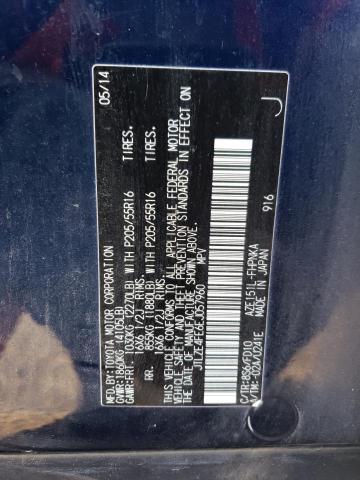 MFD.BY:TOYOTA MOTOR CORPORATION 05/14
GVWR:1860KG (4105LB)
GAWR:FRT. 1030KG (2270LB) WITH P205/55R16 TIRES.
16X6 1/2J RIMS.
RR. 855KG (1880LB) WITH P205/55R16 TIRES.
16X6 1/2J RIMS.
THIS VEHICLE CONFORMS TO ALL APPLICABLE FEDERAL MOTOR
VEHICLE SAFETY AND THEFT PREVENTION STANDARDS IN EFFECT
ON THE DATE OF MANUFACTURE SHOWN ABOVE.
JTLZE4FE6EJ057960 MPV J
C/TR:8S6/FD10 AZE151L-FHPNKA
C/TM:-D2A/D241E MADE IN JAPAN
916